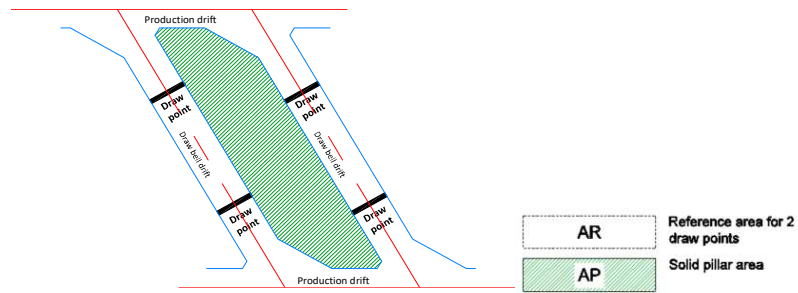 Production drift
Draw
point
Draw
point
Draw bell drift
Draw bell drift
Draw
point
Draw
point
Production drift
AR
Reference area for 2
draw points
AP
Solid pillar area